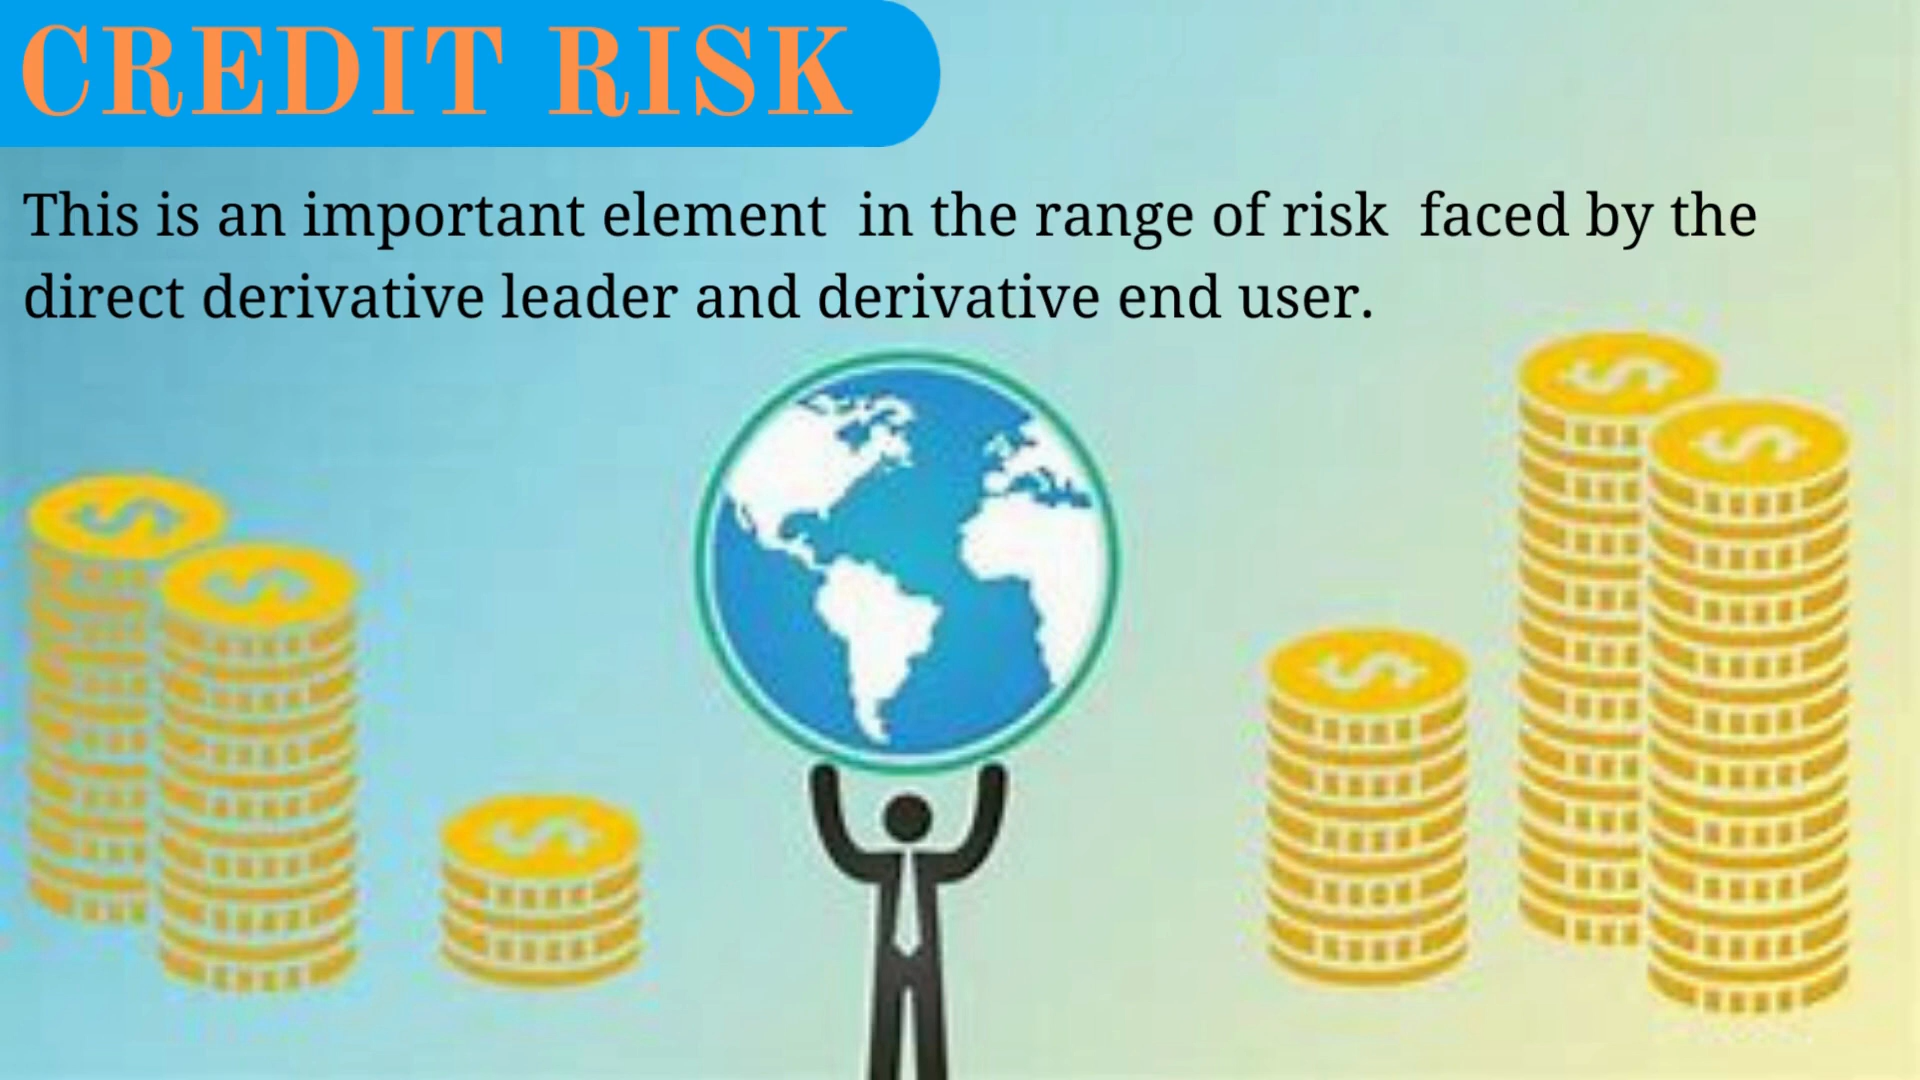 CREDIT RISK
This is an important element in the range of risk faced by the
direct derivative leader and derivative end user.